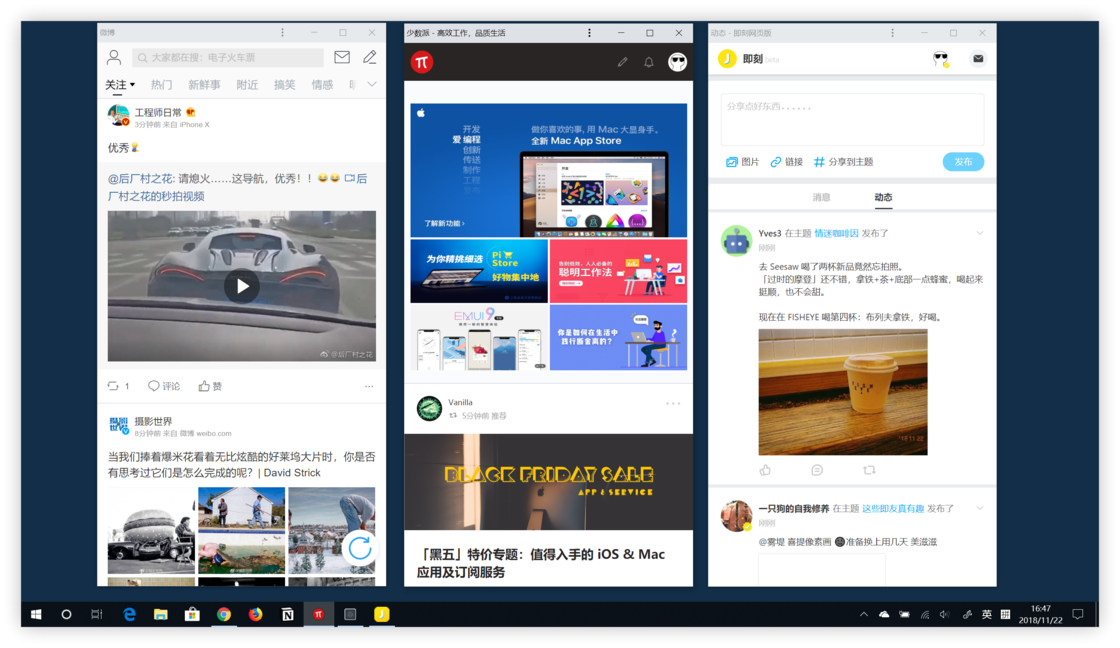 微博
大家都在搜：电子火车票
关注
热门
新鲜事
附近
搞笑
情感
工程师日常
3分钟前 来自 iPhone X
优秀
@后厂村之花: 请熄火……这导航，优秀！！
后厂村之花的秒拍视频
@后厂村之花
1
评论
赞
摄影世界
8分钟前 来自 微博 weibo.com
当我们捧着爆米花看着无比炫酷的好莱坞大片时，你是否
有思考过它们是怎么完成的呢？| David Strick
少数派 - 高效工作，品质生活
π
开发
爱 编程
创新
传送
制作
工程
做你喜欢的事，用 Mac 大显身手。
全新 Mac App Store
了解新功能 ›
为你精挑细选
Pi Store
好物集中地
告别低效，人人必备的
聪明工作法
EMUI 9
你是如何在生活中
践行断舍离的?
Vanilla
5分钟前 推荐
BLACK FRIDAY SALE
APP & SERVICE
「黑五」特价专题：值得入手的 iOS & Mac
应用及订阅服务
动态 - 即刻网页版
即刻 beta
分享点好东西......
图片
链接
分享到主题
发布
消息
动态
Yves3 在主题 情迷咖啡因 发布了
刚刚
去 Seesaw 喝了两杯新品竟然忘拍照。
「过时的摩登」还不错，拿铁+茶+底部一点蜂蜜，喝起来
挺顺，也不会甜。
现在在 FISHEYE 喝第四杯：布列夫拿铁，好喝。
一只狗的自我修养 在主题 这些即友真有趣 发布了
刚刚
@雾堤 喜提像素画 准备换上用几天 美滋滋
英
拼
16:47
2018/11/22